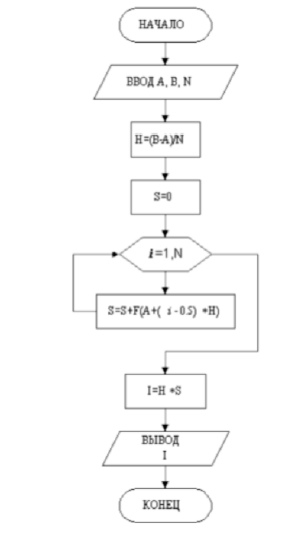 НАЧАЛО
ВВОД A, B, N
H=(B-A)/N
S=0
i=1,N
S=S+F(A+( i -0.5) *H)
I=H *S
ВЫВОД
I
КОНЕЦ